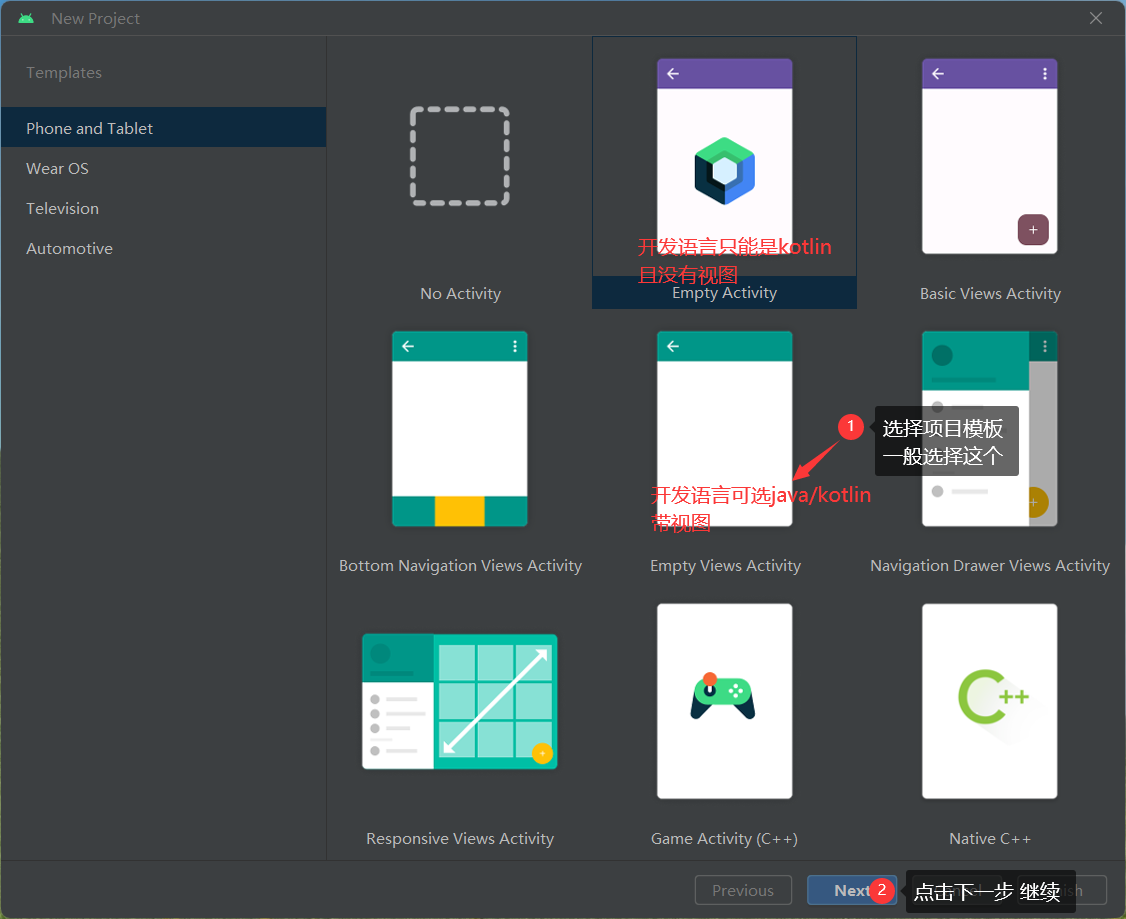 New Project
Templates
Phone and Tablet
Wear OS
Television
Automotive
开发语言只能是kotlin
且没有视图
No Activity
Empty Activity
Basic Views Activity
1
选择项目模板
一般选择这个
开发语言可选java/kotlin
带视图
Bottom Navigation Views Activity
Empty Views Activity
Navigation Drawer Views Activity
C++
Responsive Views Activity
Game Activity (C++)
Native C++
Previous
Next
2
点击下一步 继续